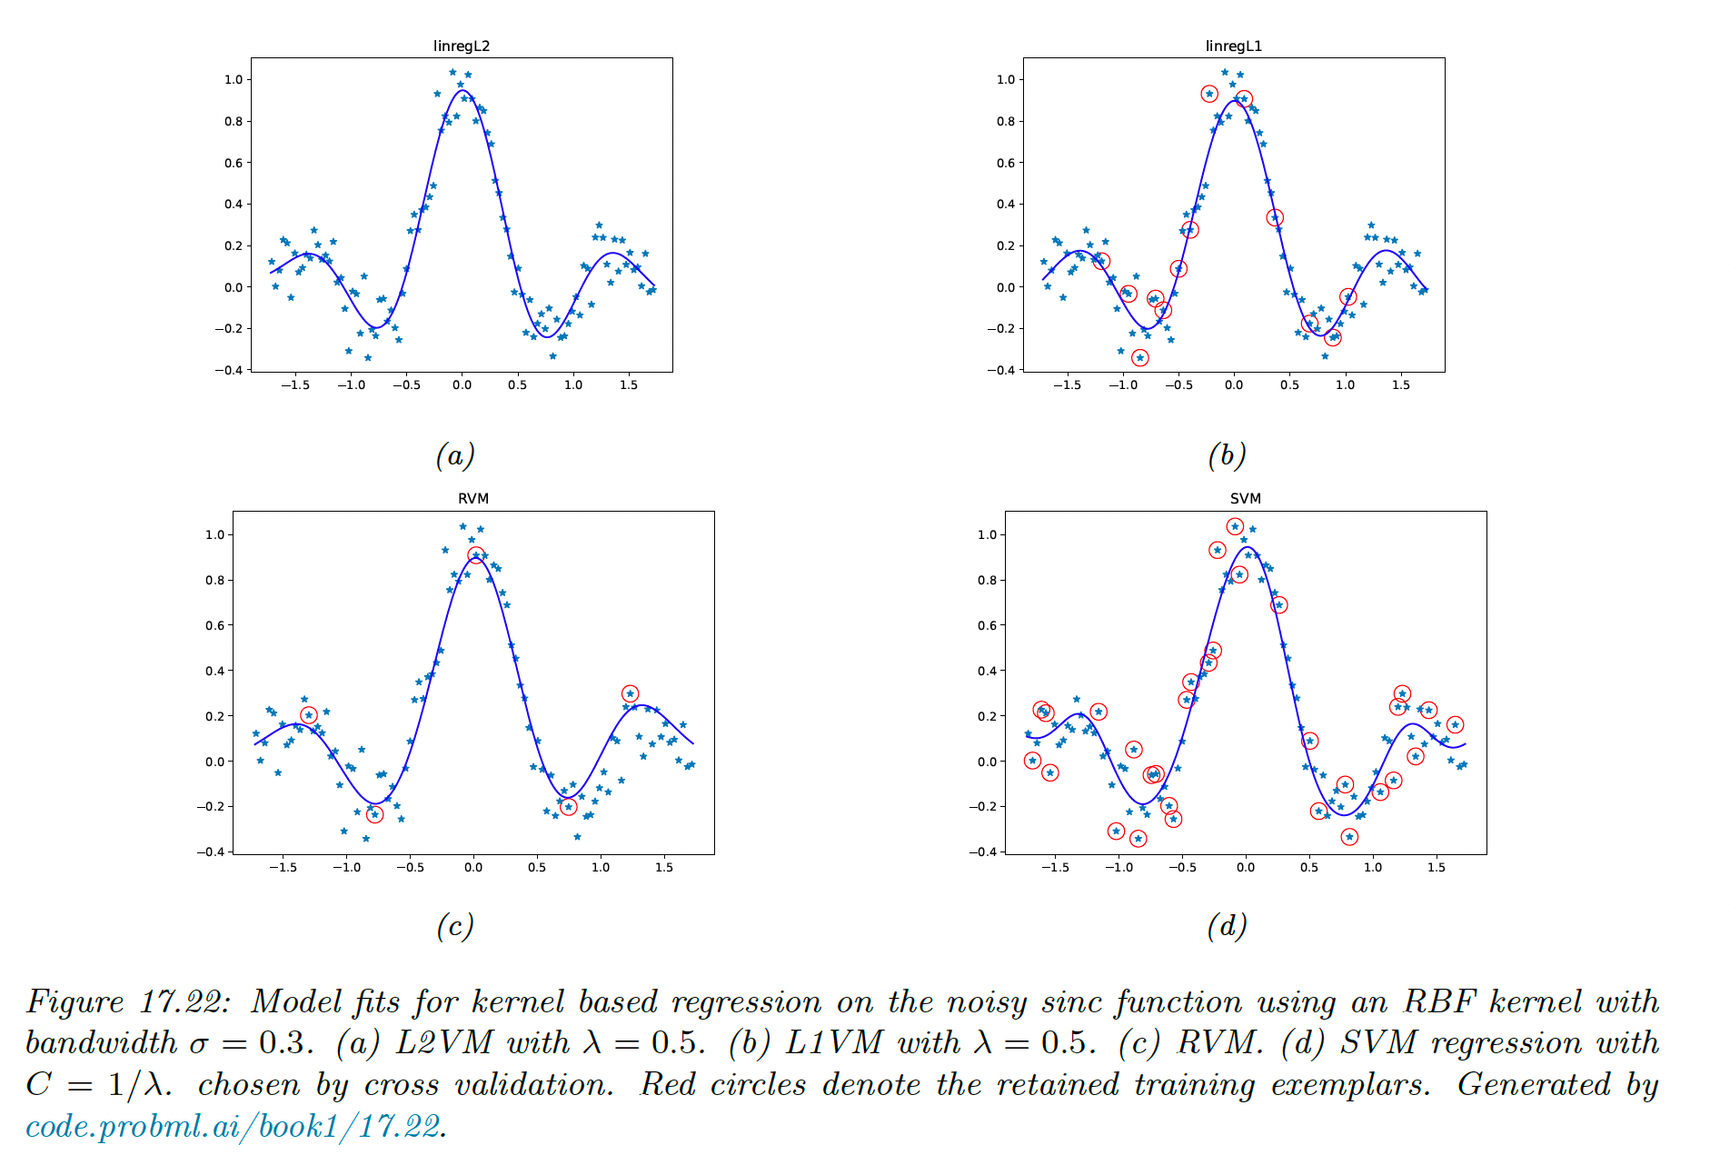 linregL2
1.0
0.8
0.6
0.4
0.2
0.0
−0.2
−0.4
−1.5 −1.0 −0.5 0.0 0.5 1.0 1.5
(a)
linregL1
1.0
0.8
0.6
0.4
0.2
0.0
−0.2
−0.4
−1.5 −1.0 −0.5 0.0 0.5 1.0 1.5
(b)
RVM
1.0
0.8
0.6
0.4
0.2
0.0
−0.2
−0.4
−1.5 −1.0 −0.5 0.0 0.5 1.0 1.5
(c)
SVM
1.0
0.8
0.6
0.4
0.2
0.0
−0.2
−0.4
−1.5 −1.0 −0.5 0.0 0.5 1.0 1.5
(d)
Figure 17.22: Model fits for kernel based regression on the noisy sinc function using an RBF kernel with
bandwidth σ = 0.3. (a) L2VM with λ = 0.5. (b) L1VM with λ = 0.5. (c) RVM. (d) SVM regression with
C = 1/λ. chosen by cross validation. Red circles denote the retained training exemplars. Generated by
code.probml.ai/book1/17.22.